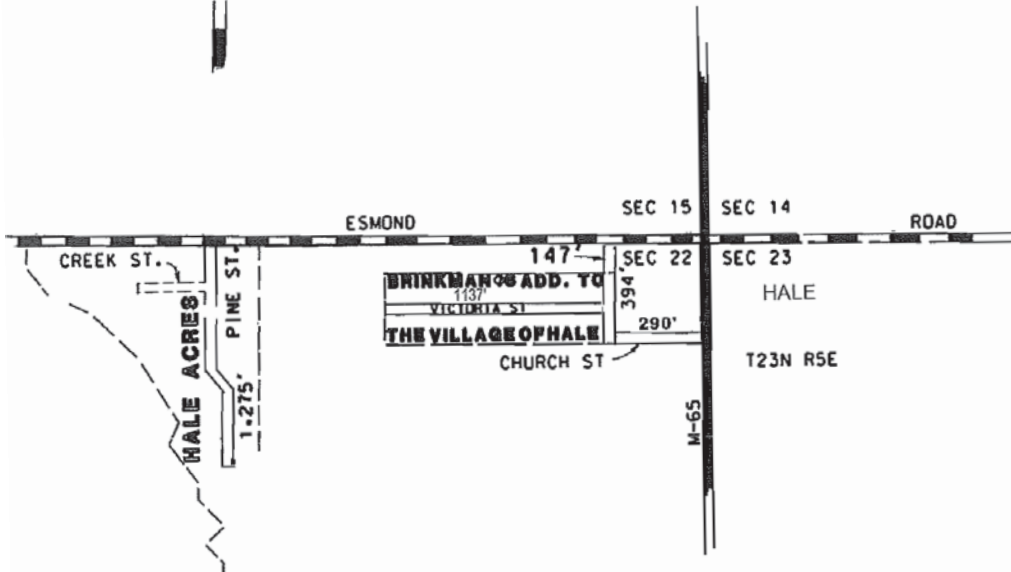 SEC 15 SEC 14
ESMOND ROAD
147' SEC 22 SEC 23
CREEK ST.
PINE ST.
HALE ACRES
1.275'
BRINKMAN ADD. TO
1137'
VICTORIA ST
THE VILLAGE OF HALE
394'
290'
CHURCH ST
HALE
T23N R5E
M-65